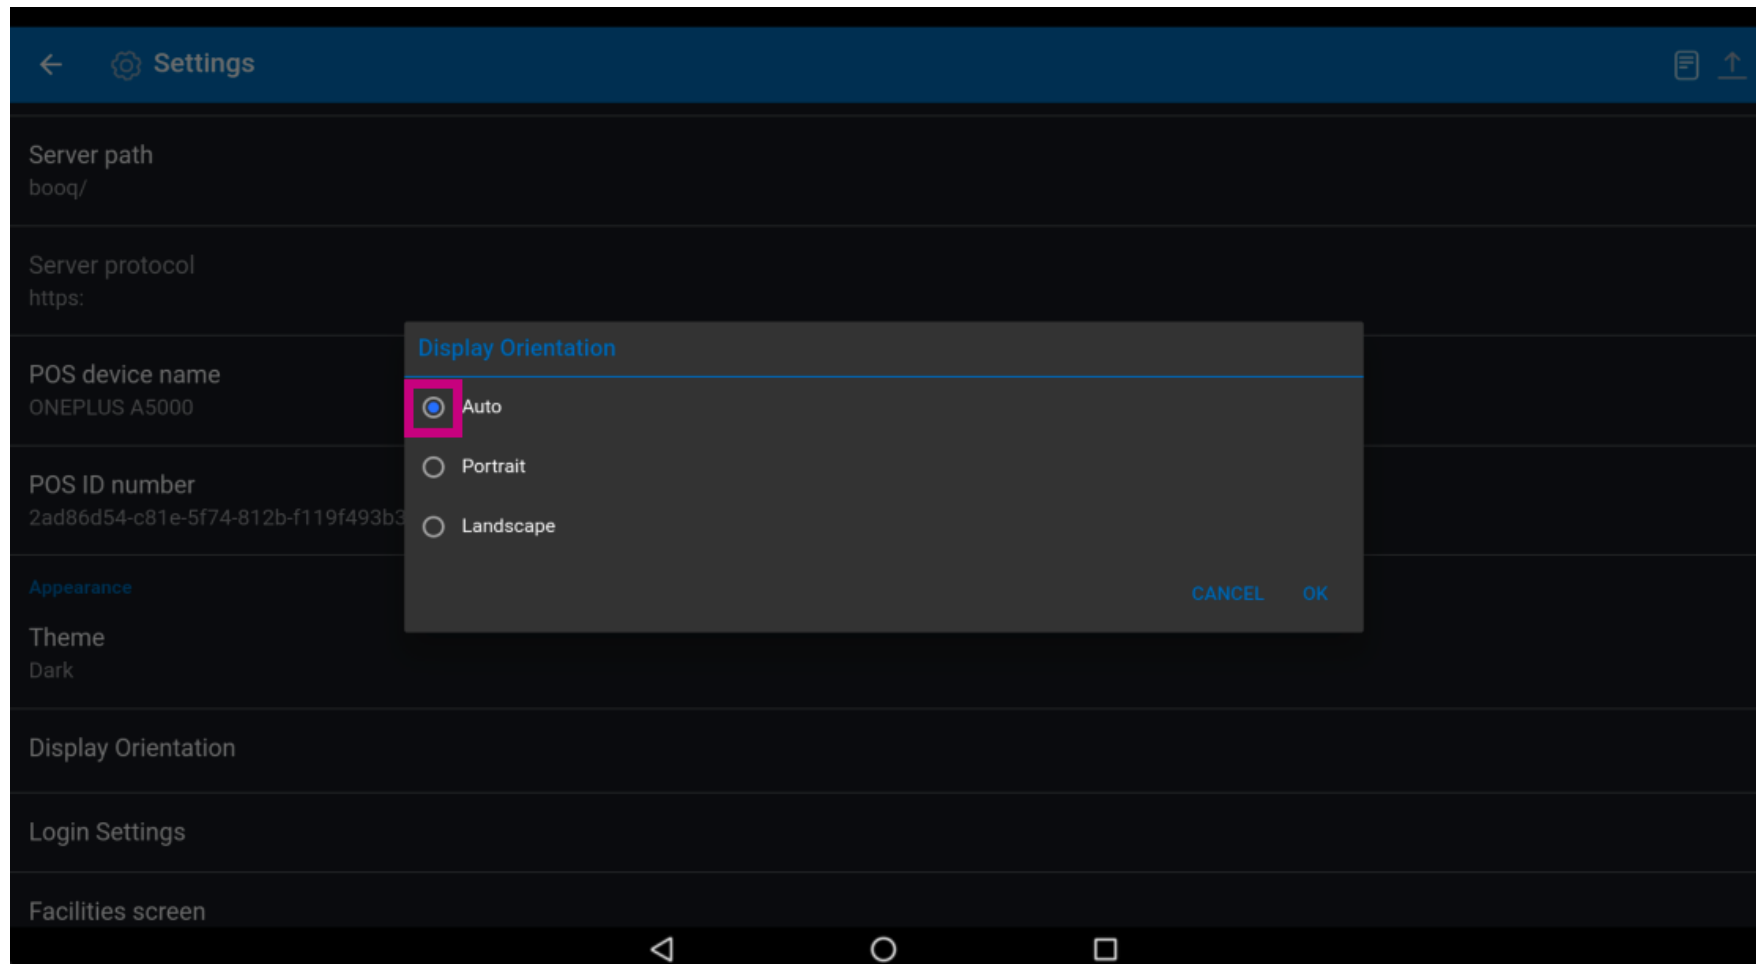 Settings
Server path
booq/
Server protocol
https:
POS device name
ONEPLUS A5000
POS ID number
2ad86d54-c81e-5f74-812b-f119f493b3
Appearance
Theme
Dark
Display Orientation
Login Settings
Facilities screen
Display Orientation
Auto
Portrait
Landscape
CANCEL OK